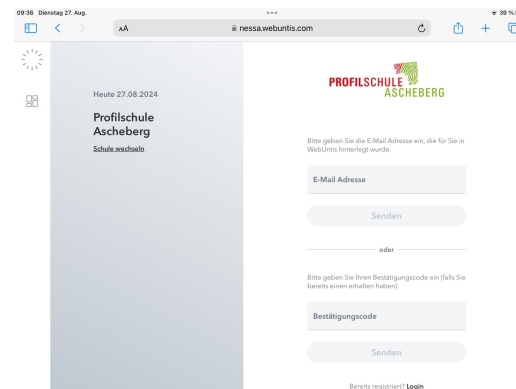 09:36 Dienstag 27. Aug.
39 %
AA
nessa.webuntis.com
Heute 27.08.2024
Profilschule
Ascheberg
Schule wechseln
PROFILSCHULE
ASCHEBERG
Bitte geben Sie die E-Mail Adresse ein, die für Sie in
WebUntis hinterlegt wurde.
E-Mail Adresse
Senden
oder
Bitte geben Sie Ihren Bestätigungscode ein (falls Sie
bereits einen erhalten haben)
Bestätigungscode
Senden
Bereits registriert? Login